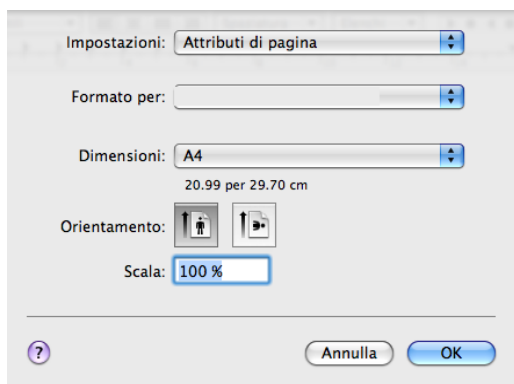 Impostazioni: Attributi di pagina
Formato per:
Dimensioni: A4
20.99 per 29.70 cm
Orientamento:
Scala: 100 %
? Annulla OK